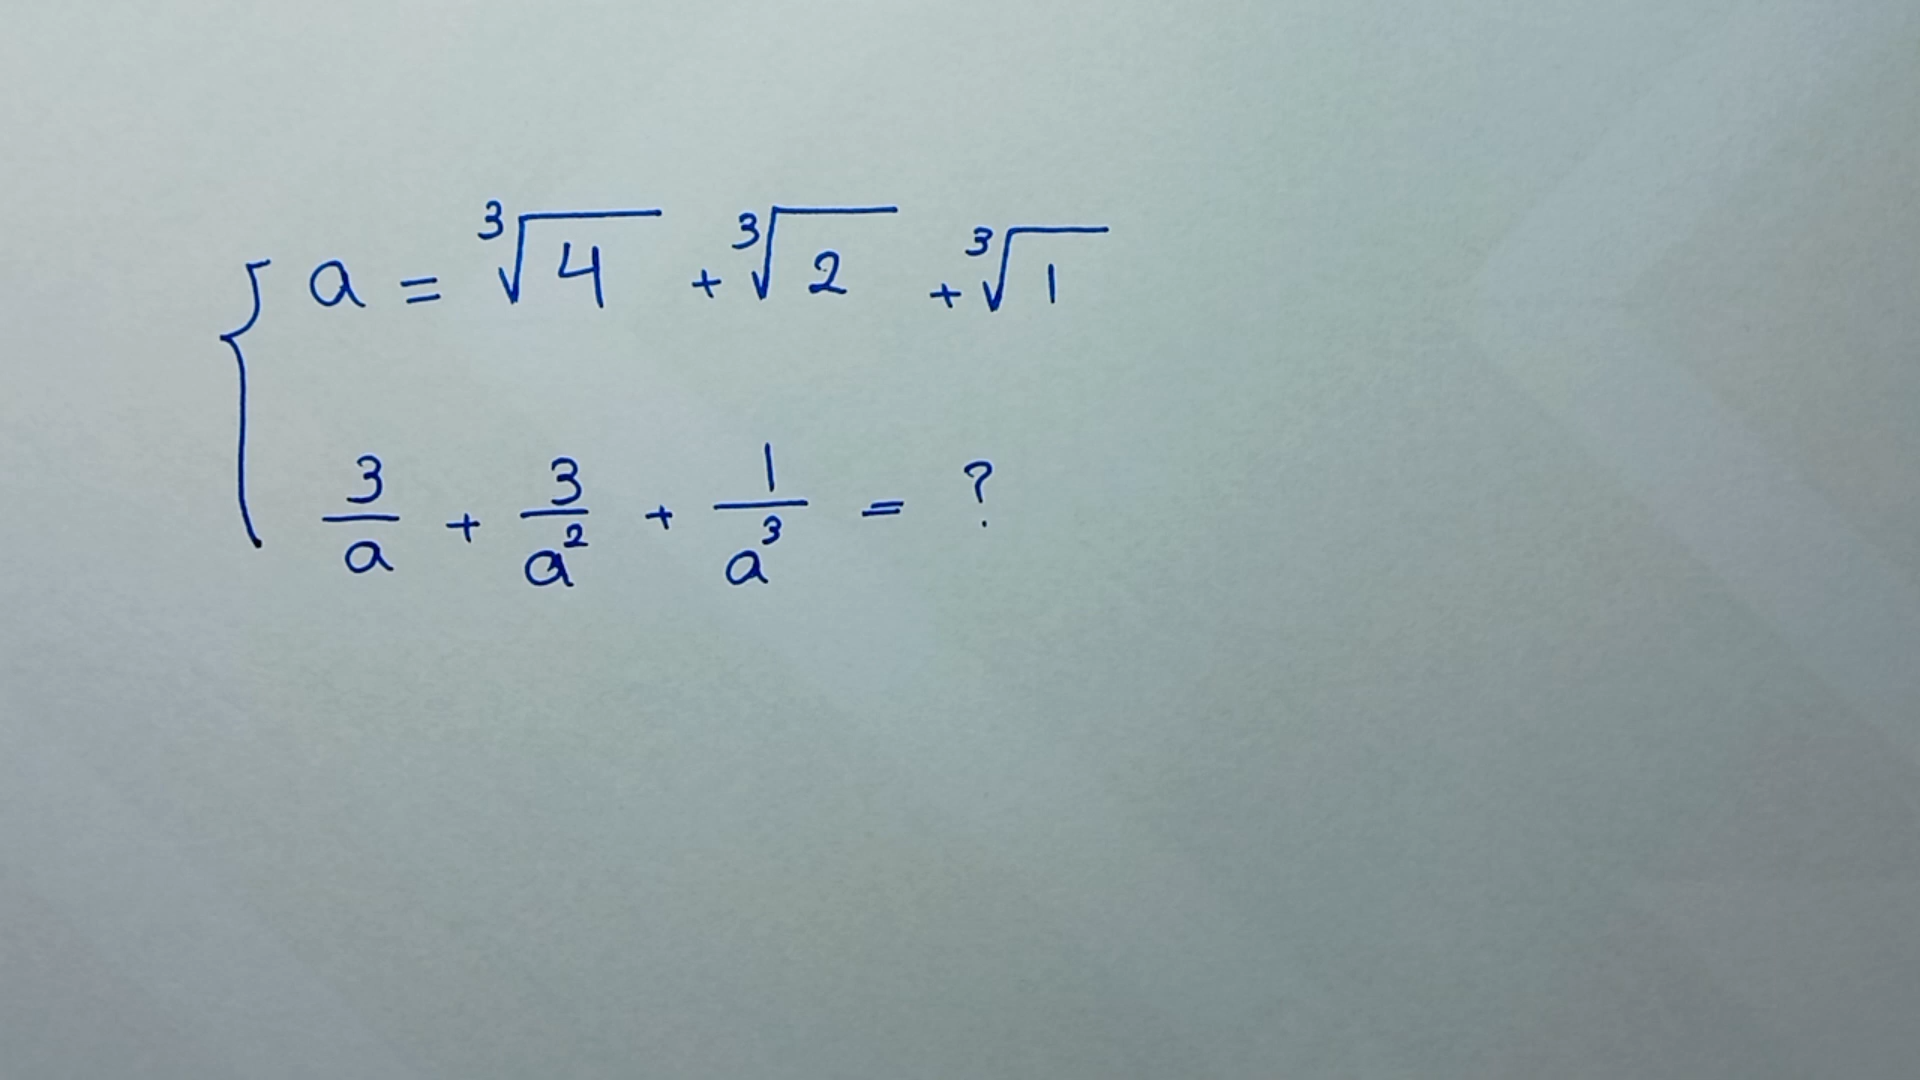 a = ∛4 + ∛2 + ∛1
3/a + 3/a² + 1/a³ = ?